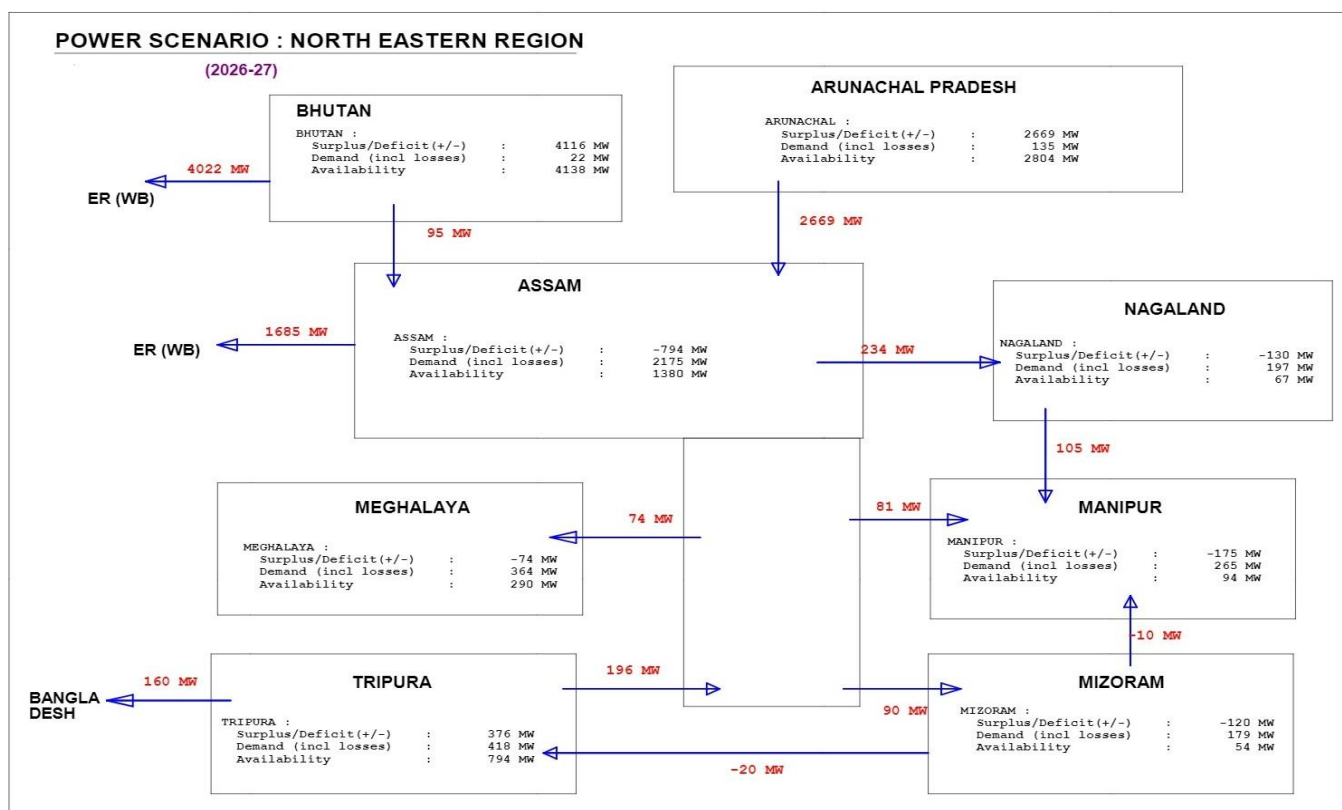 POWER SCENARIO : NORTH EASTERN REGION
(2026-27)
BHUTAN
BHUTAN :
Surplus/Deficit(+/-) : 4116 MW
Demand (incl losses) : 22 MW
Availability : 4138 MW
ARUNACHAL PRADESH
ARUNACHAL :
Surplus/Deficit(+/-) : 2669 MW
Demand (incl losses) : 135 MW
Availability : 2804 MW
4022 MW
ER (WB)
95 MW
2669 MW
ASSAM
ASSAM :
Surplus/Deficit(+/-) : -794 MW
Demand (incl losses) : 2175 MW
Availability : 1380 MW
1685 MW
ER (WB)
234 MW
NAGALAND
NAGALAND :
Surplus/Deficit(+/-) : -130 MW
Demand (incl losses) : 197 MW
Availability : 67 MW
105 MW
MEGHALAYA
MEGHALAYA :
Surplus/Deficit(+/-) : -74 MW
Demand (incl losses) : 364 MW
Availability : 290 MW
74 MW
81 MW
MANIPUR
MANIPUR :
Surplus/Deficit(+/-) : -175 MW
Demand (incl losses) : 265 MW
Availability : 94 MW
-10 MW
160 MW
BANGLA
DESH
TRIPURA
TRIPURA :
Surplus/Deficit(+/-) : 376 MW
Demand (incl losses) : 418 MW
Availability : 794 MW
196 MW
90 MW
-20 MW
MIZORAM
MIZORAM :
Surplus/Deficit(+/-) : -120 MW
Demand (incl losses) : 179 MW
Availability : 54 MW